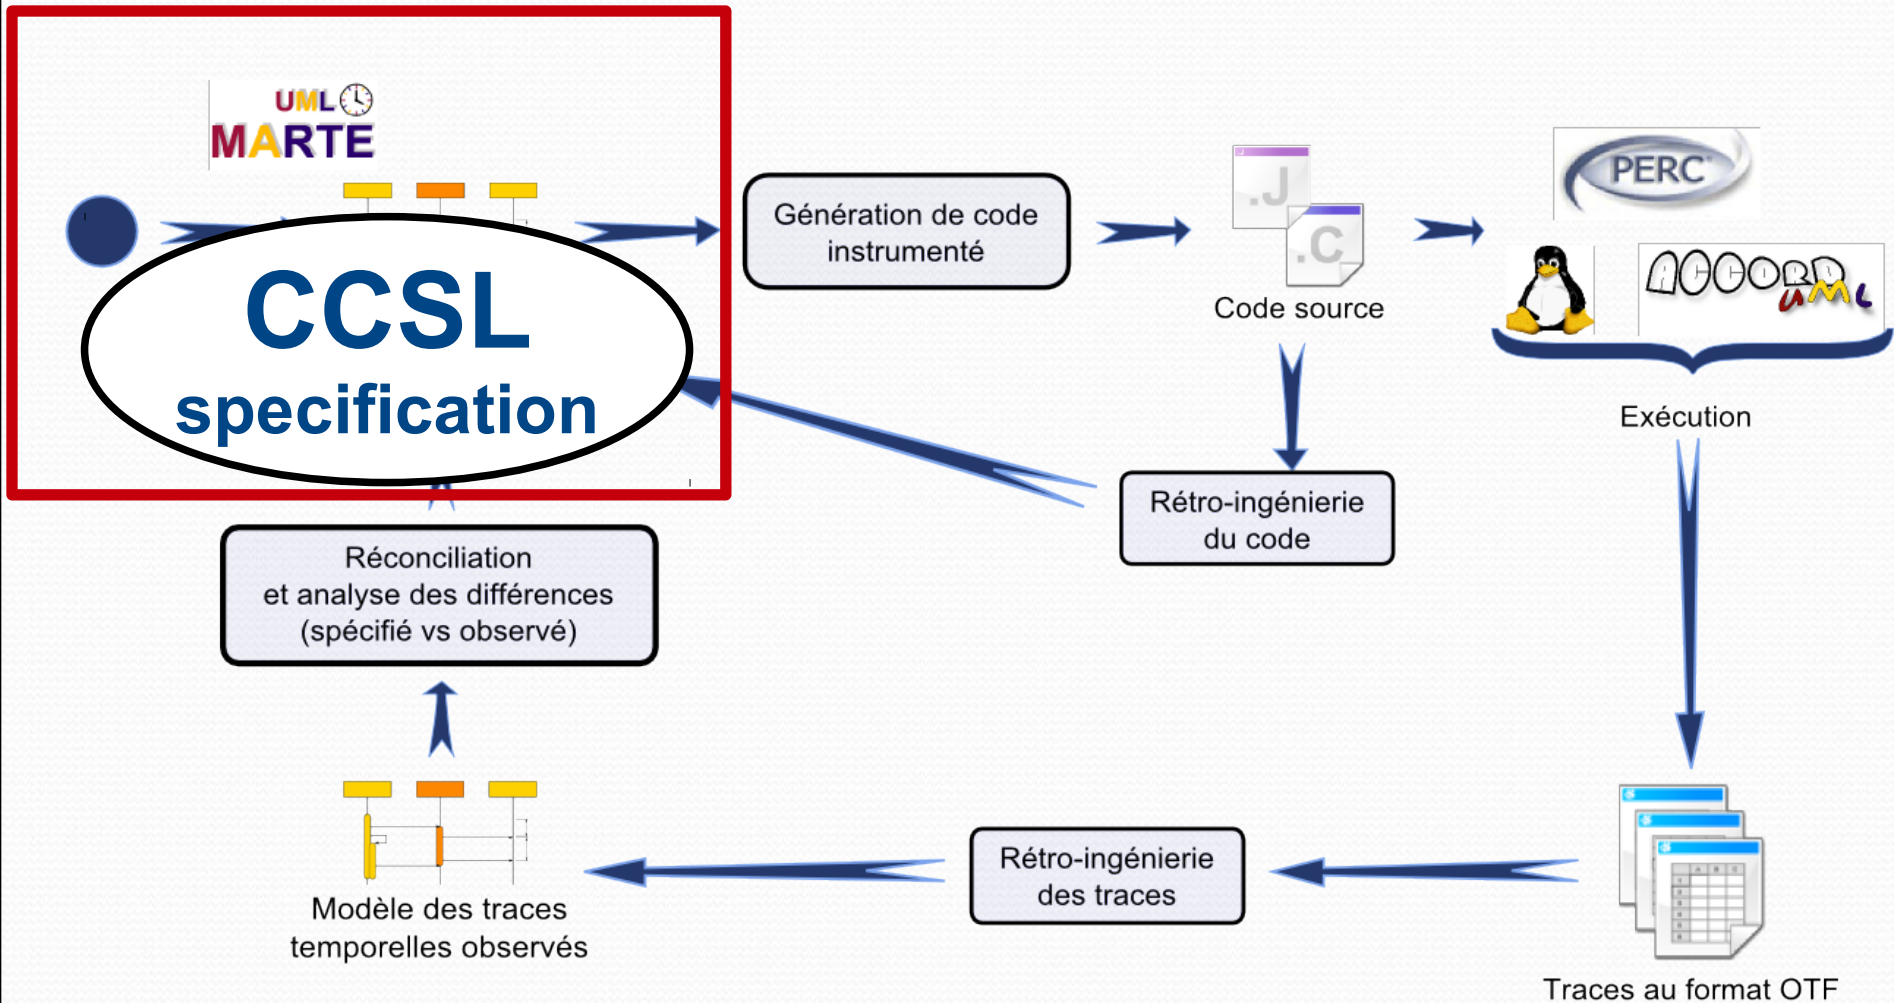 UML
MARTE
CCSL
specification
Génération de code
instrumenté
.J
.C
Code source
PERC
ACCORD
UML
Exécution
Rétro-ingénierie
du code
Réconciliation
et analyse des différences
(spécifié vs observé)
Modèle des traces
temporelles observés
Rétro-ingénierie
des traces
A B C
Traces au format OTF